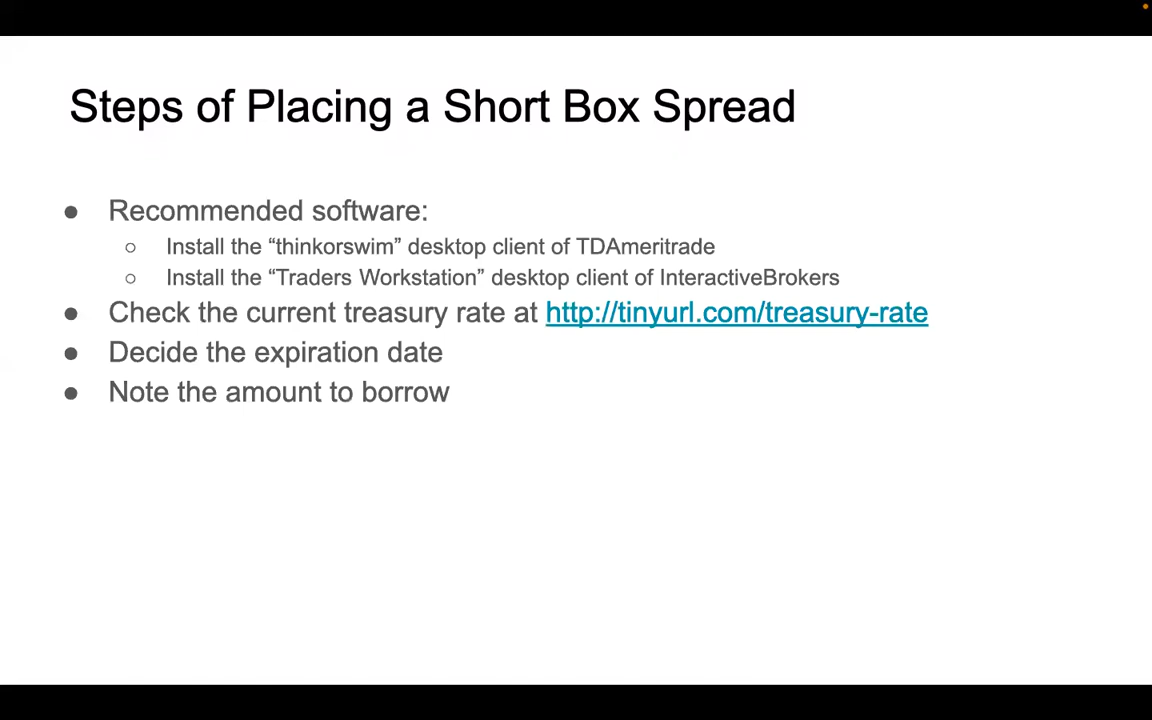 Steps of Placing a Short Box Spread
● Recommended software:
○ Install the “thinkorswim” desktop client of TDAmeritrade
○ Install the “Traders Workstation” desktop client of InteractiveBrokers
● Check the current treasury rate at http://tinyurl.com/treasury-rate
● Decide the expiration date
● Note the amount to borrow